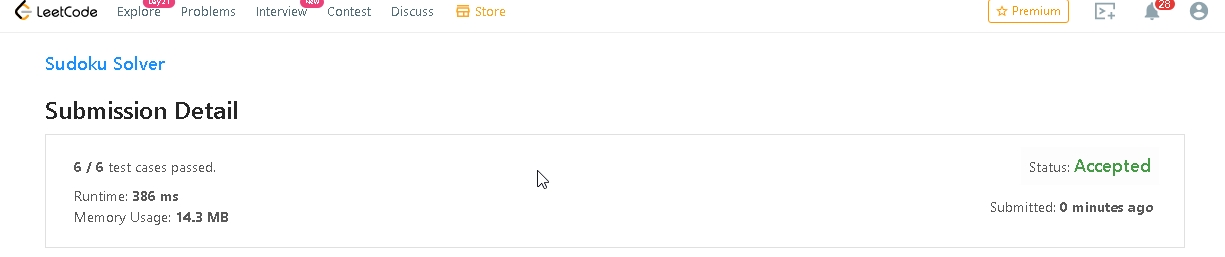 LeetCode Explore Day 21 Problems Interview New Contest Discuss Store Premium 28
Sudoku Solver
Submission Detail
6 / 6 test cases passed.
Status: Accepted
Runtime: 386 ms
Memory Usage: 14.3 MB
Submitted: 0 minutes ago